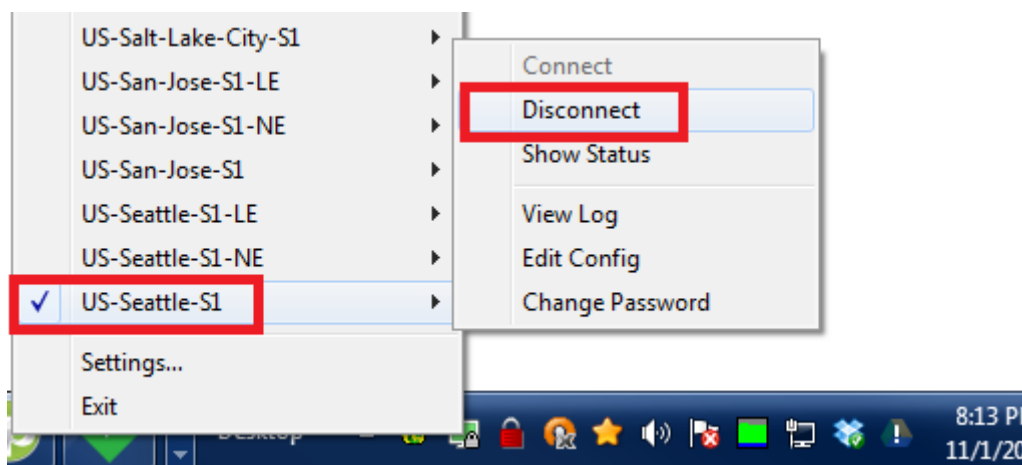 US-Salt-Lake-City-S1
US-San-Jose-S1-LE
US-San-Jose-S1-NE
US-San-Jose-S1
US-Seattle-S1-LE
US-Seattle-S1-NE
US-Seattle-S1
Settings...
Exit
Connect
Disconnect
Show Status
View Log
Edit Config
Change Password
Desktop
8:13 P
11/1/20